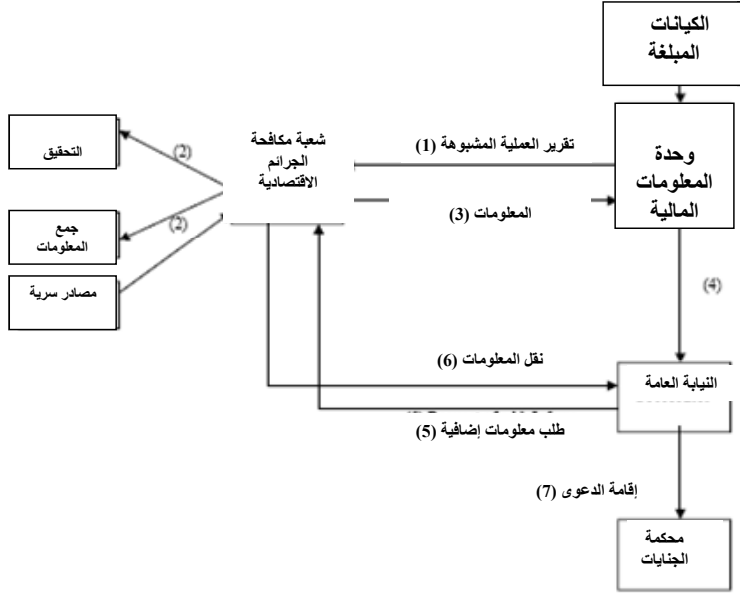 الكيانات
المبلغة
وحدة
المعلومات
المالية
تقرير العملية المشبوهة (1)
شعبة مكافحة
الجرائم
الاقتصادية
(2)
التحقيق
المعلومات (3)
(2)
جمع
المعلومات
مصادر سرية
(4)
نقل المعلومات (6)
النيابة العامة
طلب معلومات إضافية (5)
إقامة الدعوى (7)
محكمة
الجنايات